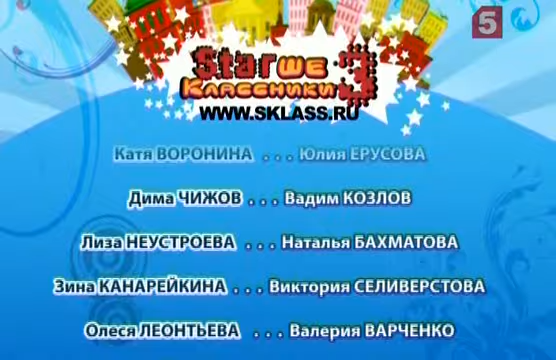 5
Starше
Классники 3
WWW.SKLASS.RU
Катя ВОРОНИНА . . . Юлия ЕРУСОВА
Дима ЧИЖОВ . . . Вадим КОЗЛОВ
Лиза НЕУСТРОЕВА . . . Наталья БАХМАТОВА
Зина КАНАРЕЙКИНА . . . Виктория СЕЛИВЕРСТОВА
Олеся ЛЕОНТЬЕВА . . . Валерия ВАРЧЕНКО